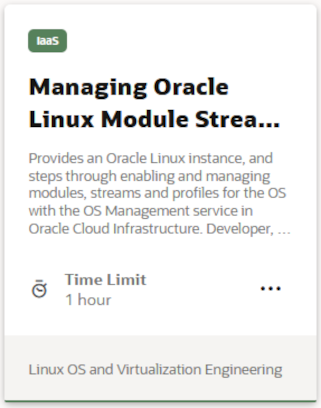 IaaS
Managing Oracle
Linux Module Strea...
Provides an Oracle Linux instance, and
steps through enabling and managing
modules, streams and profiles for the OS
with the OS Management service in
Oracle Cloud Infrastructure. Developer, ...
Time Limit
1 hour
Linux OS and Virtualization Engineering